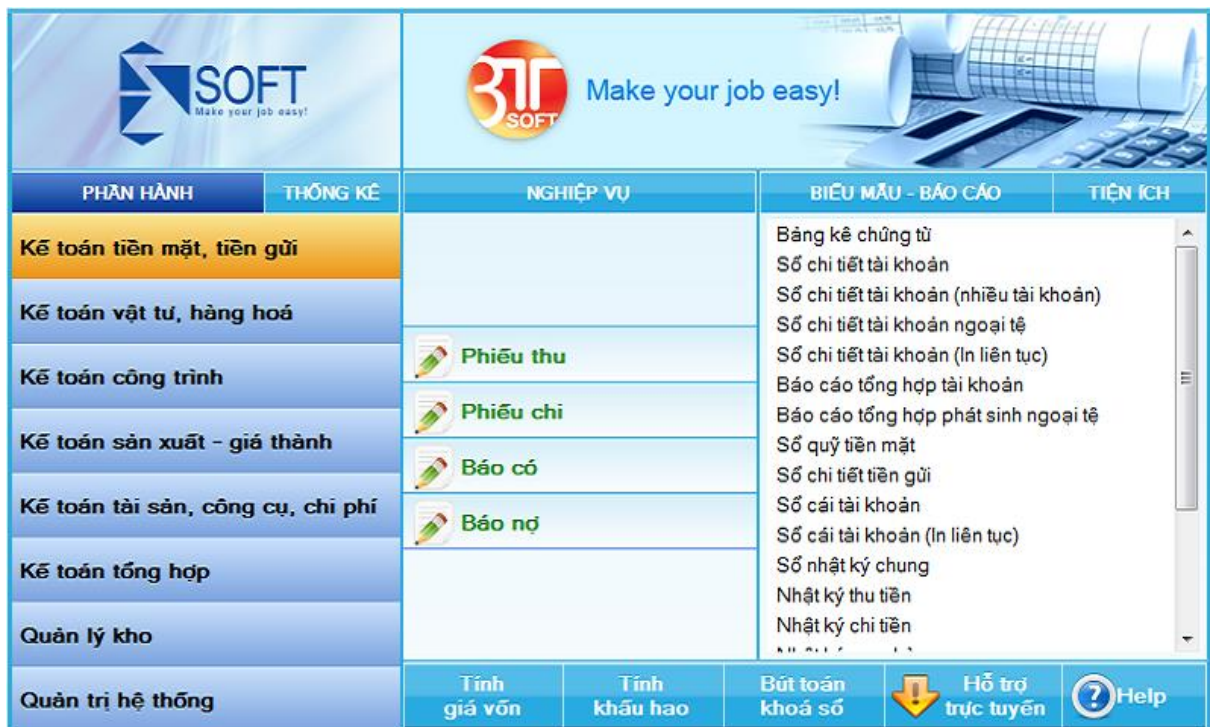 SOFT
Make your job easy!
3T
SOFT
Make your job easy!
PHÂN HÀNH
THỐNG KÊ
NGHIỆP VỤ
BIỂU MẪU - BÁO CÁO
TIỆN ÍCH
Kế toán tiền mặt, tiền gửi
Kế toán vật tư, hàng hoá
Kế toán công trình
Kế toán sản xuất - giá thành
Kế toán tài sản, công cụ, chi phí
Kế toán tổng hợp
Quản lý kho
Quản trị hệ thống
Phiếu thu
Phiếu chi
Báo có
Báo nợ
Bảng kê chứng từ
Sổ chi tiết tài khoản
Sổ chi tiết tài khoản (nhiều tài khoản)
Sổ chi tiết tài khoản ngoại tệ
Sổ chi tiết tài khoản (In liên tục)
Báo cáo tổng hợp tài khoản
Báo cáo tổng hợp phát sinh ngoại tệ
Sổ quỹ tiền mặt
Sổ chi tiết tiền gửi
Sổ cái tài khoản
Sổ cái tài khoản (In liên tục)
Sổ nhật ký chung
Nhật ký thu tiền
Nhật ký chi tiền
Tính
giá vốn
Tính
khấu hao
Bút toán
khoá sổ
Hỗ trợ
trực tuyến
Help